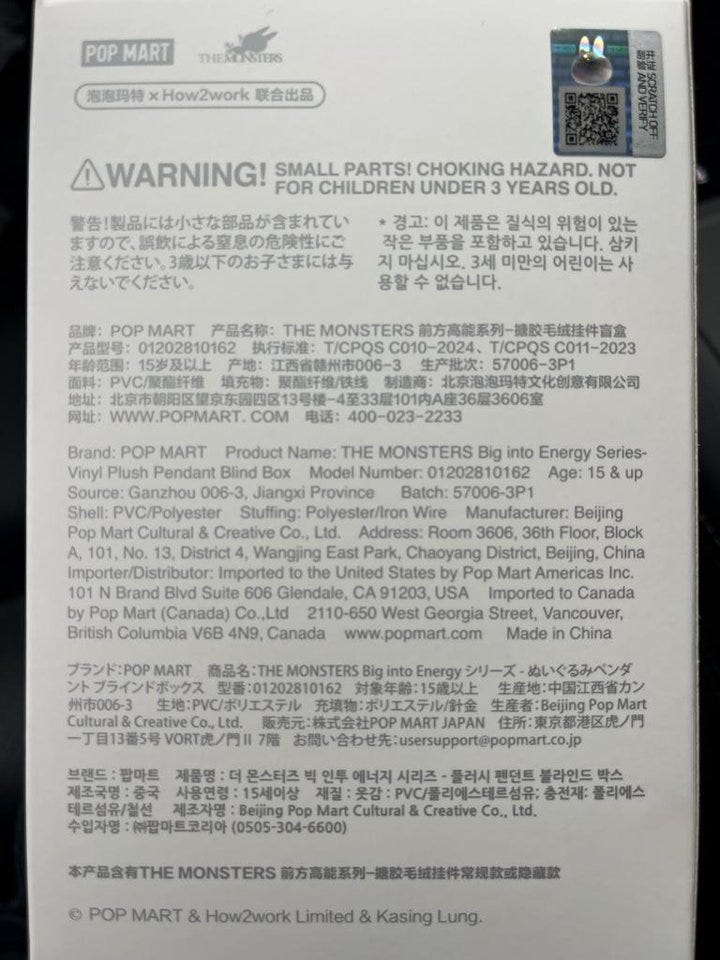 POP MART THE MONSTERS
泡泡玛特 × How2work 联合出品
SCRATCH OFF
AND VERIFY
WARNING! SMALL PARTS! CHOKING HAZARD. NOT
FOR CHILDREN UNDER 3 YEARS OLD.
警告!製品には小さな部品が含まれてい
ますので、誤飲による窒息の危険性にご
注意ください。3歳以下のお子さまには与
えないでください。
* 경고: 이 제품은 질식의 위험이 있는
작은 부품을 포함하고 있습니다. 삼키
지 마십시오. 3세 미만의 어린이는 사
용할 수 없습니다.
品牌: POP MART 产品名称: THE MONSTERS 前方高能系列-搪胶毛绒挂件盲盒
产品型号: 01202810162 执行标准: T/CPQS C010-2024、T/CPQS C011-2023
年龄范围: 15岁及以上 产地: 江西省赣州市006-3 生产批次: 57006-3P1
面料: PVC/聚酯纤维 填充物: 聚酯纤维/铁线 制造商: 北京泡泡玛特文化创意有限公司
地址: 北京市朝阳区望京东园四区13号楼-4至33层101内A座36层3606室
网址: WWW.POPMART. COM 电话: 400-023-2233
Brand: POP MART Product Name: THE MONSTERS Big into Energy Series-
Vinyl Plush Pendant Blind Box Model Number: 01202810162 Age: 15 & up
Source: Ganzhou 006-3, Jiangxi Province Batch: 57006-3P1
Shell: PVC/Polyester Stuffing: Polyester/Iron Wire Manufacturer: Beijing
Pop Mart Cultural & Creative Co., Ltd. Address: Room 3606, 36th Floor, Block
A, 101, No. 13, District 4, Wangjing East Park, Chaoyang District, Beijing, China
Importer/Distributor: Imported to the United States by Pop Mart Americas Inc.
101 N Brand Blvd Suite 606 Glendale, CA 91203, USA Imported to Canada
by Pop Mart (Canada) Co.,Ltd 2110-650 West Georgia Street, Vancouver,
British Columbia V6B 4N9, Canada www.popmart.com Made in China
ブランド:POP MART 商品名:THE MONSTERS Big into Energy シリーズ - ぬいぐるみペンダ
ント ブラインドボックス 型番:01202810162 対象年齢:15歳以上 生産地:中国江西省カン
州市006-3 生地:PVC/ポリエステル 充填物:ポリエステル/針金 生産者:Beijing Pop Mart
Cultural & Creative Co., Ltd. 販売元:株式会社POP MART JAPAN 住所:東京都港区虎ノ門
一丁目13番5号 VORT虎ノ門Ⅱ 7階 お問い合わせ先:usersupport@popmart.co.jp
브랜드 : 팝마트 제품명 : 더 몬스터즈 빅 인투 에너지 시리즈 - 플러시 펜던트 블라인드 박스
제조국명 : 중국 사용연령 : 15세이상 재질 : 옷감 : PVC/폴리에스테르섬유; 충전재: 폴리에스
테르섬유/철선 제조자명 : Beijing Pop Mart Cultural & Creative Co., Ltd.
수입자명 : ㈜팝마트코리아 (0505-304-6600)
本产品含有THE MONSTERS 前方高能系列-搪胶毛绒挂件常规款或隐藏款
© POP MART & How2work Limited & Kasing Lung.